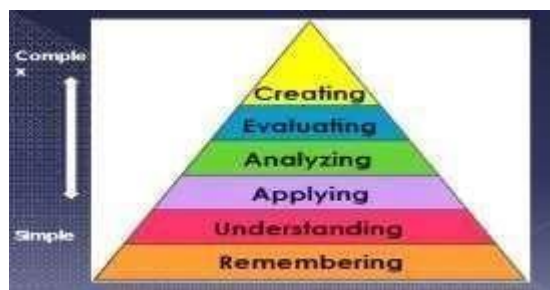 Comple
x
Creating
Evaluating
Analyzing
Applying
Understanding
Simple
Remembering